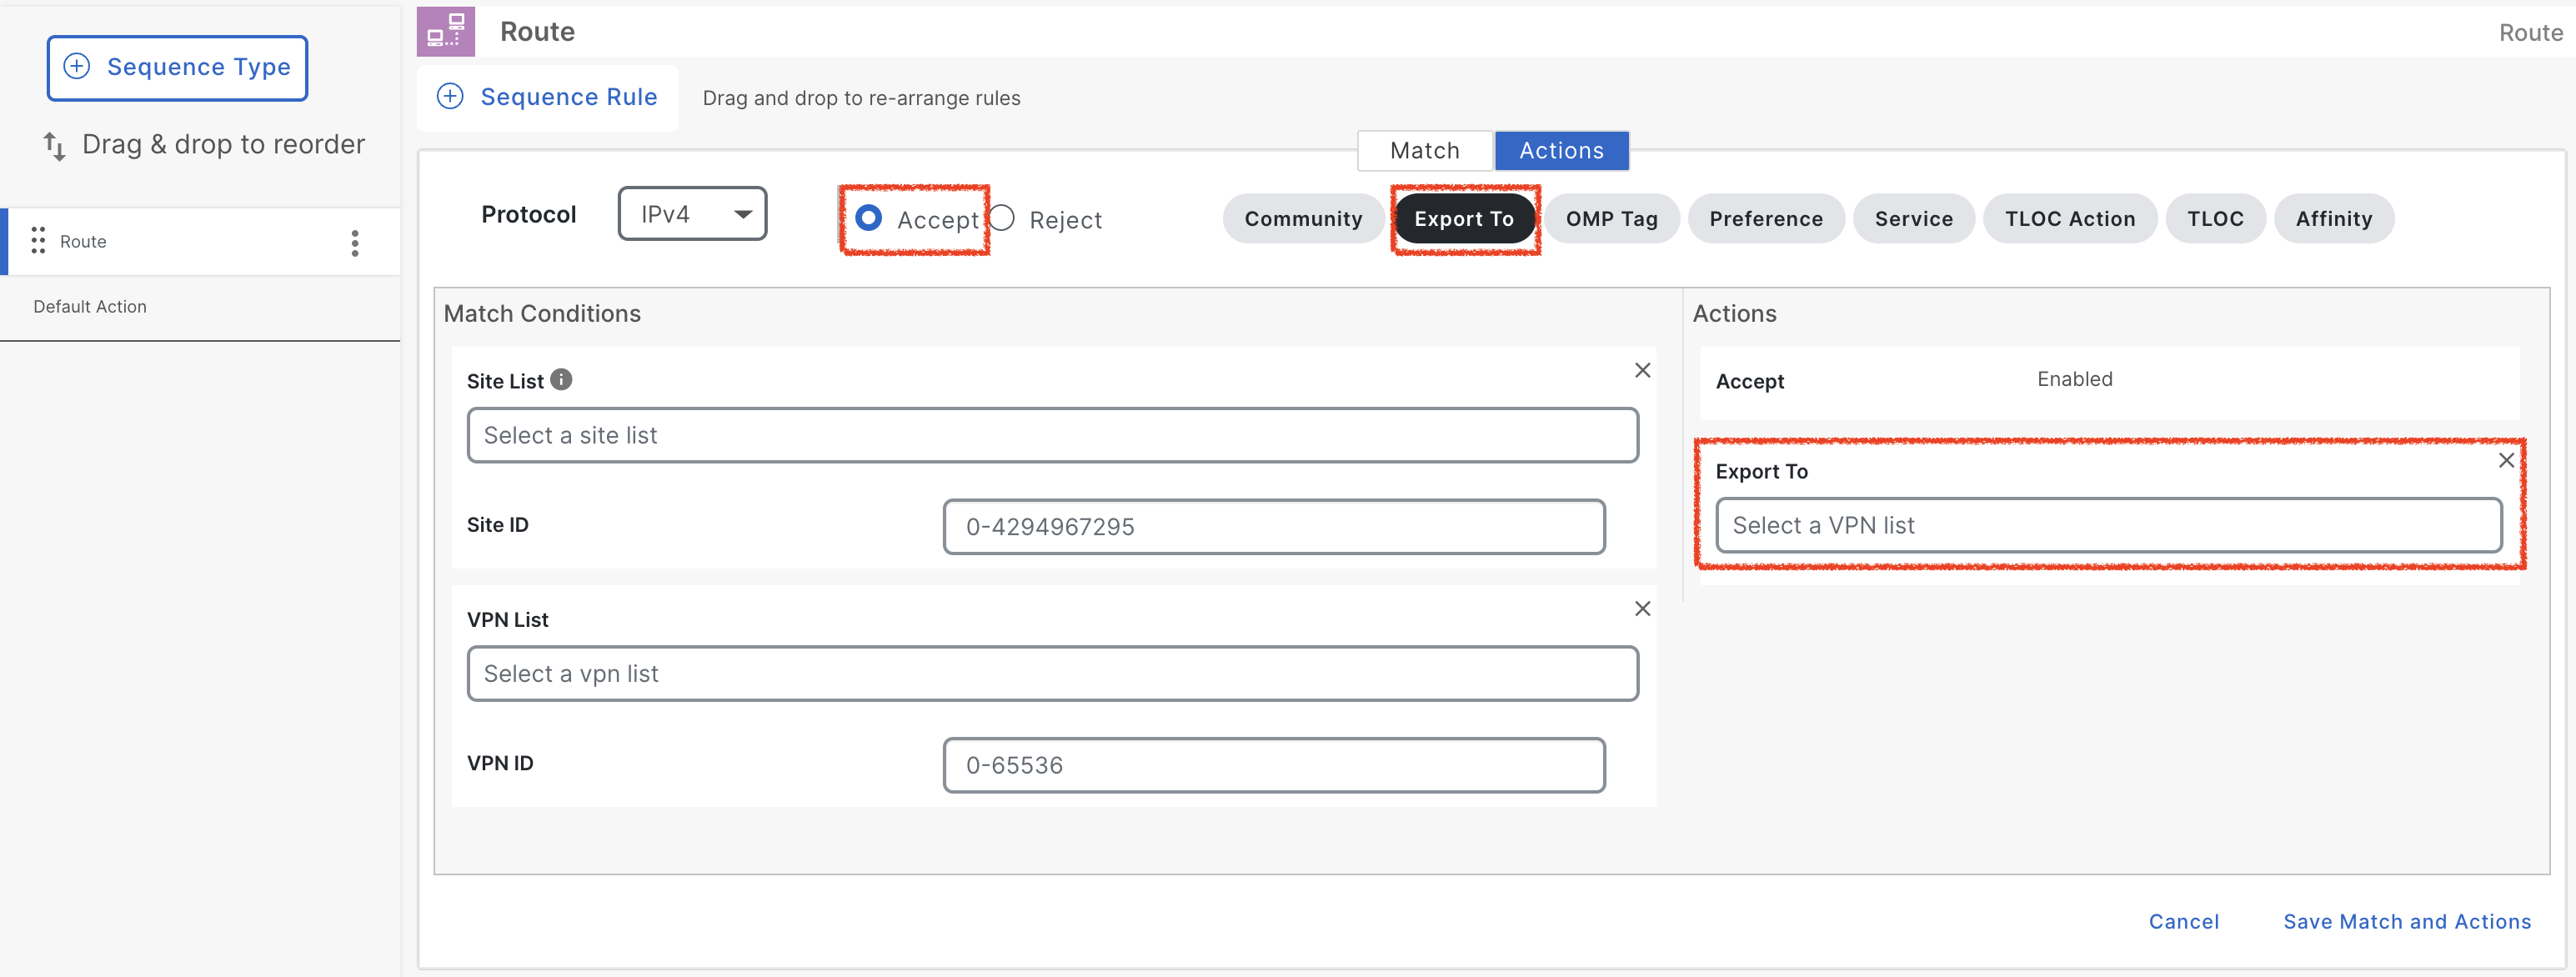 Sequence Type
Drag & drop to reorder
Route
Default Action
Route
Route
Sequence Rule
Drag and drop to re-arrange rules
Match
Actions
Protocol
IPv4
Accept
Reject
Community
Export To
OMP Tag
Preference
Service
TLOC Action
TLOC
Affinity
Match Conditions
Site List
Select a site list
Site ID
0-4294967295
VPN List
Select a vpn list
VPN ID
0-65536
Actions
Accept
Enabled
Export To
Select a VPN list
Cancel
Save Match and Actions